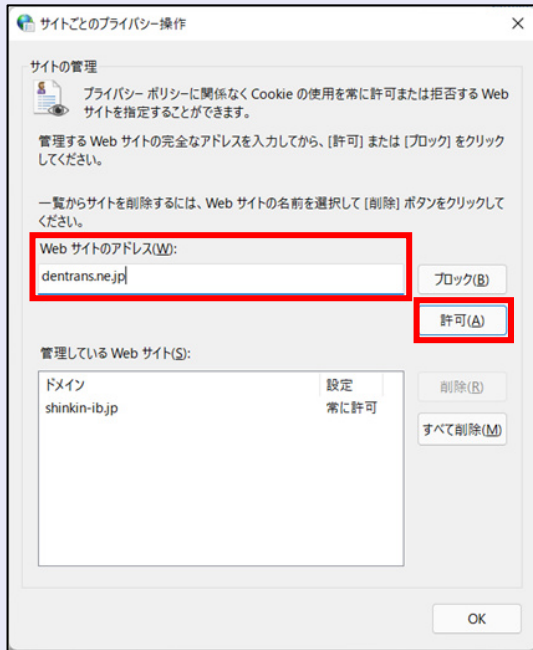 サイトごとのプライバシー操作
サイトの管理
プライバシー ポリシーに関係なく Cookie の使用を常に許可または拒否する Web
サイトを指定することができます。
管理する Web サイトの完全なアドレスを入力してから、[許可] または [ブロック] をクリック
してください。
一覧からサイトを削除するには、Web サイトの名前を選択して [削除] ボタンをクリックして
ください。
Web サイトのアドレス(W):
dentrans.ne.jp
ブロック(B)
許可(A)
管理している Web サイト(S):
ドメイン 設定
shinkin-ib.jp 常に許可
削除(R)
すべて削除(M)
OK